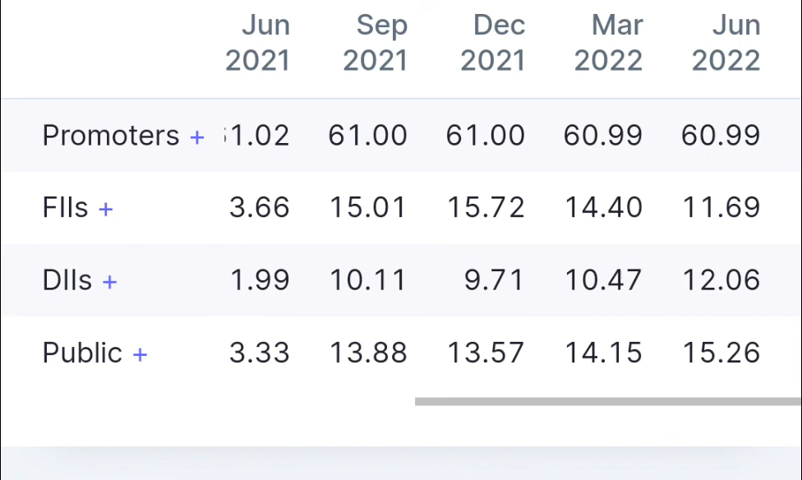 Jun Sep Dec Mar Jun
2021 2021 2021 2022 2022
Promoters + 1.02 61.00 61.00 60.99 60.99
FIIs + 3.66 15.01 15.72 14.40 11.69
DIIs + 1.99 10.11 9.71 10.47 12.06
Public + 3.33 13.88 13.57 14.15 15.26